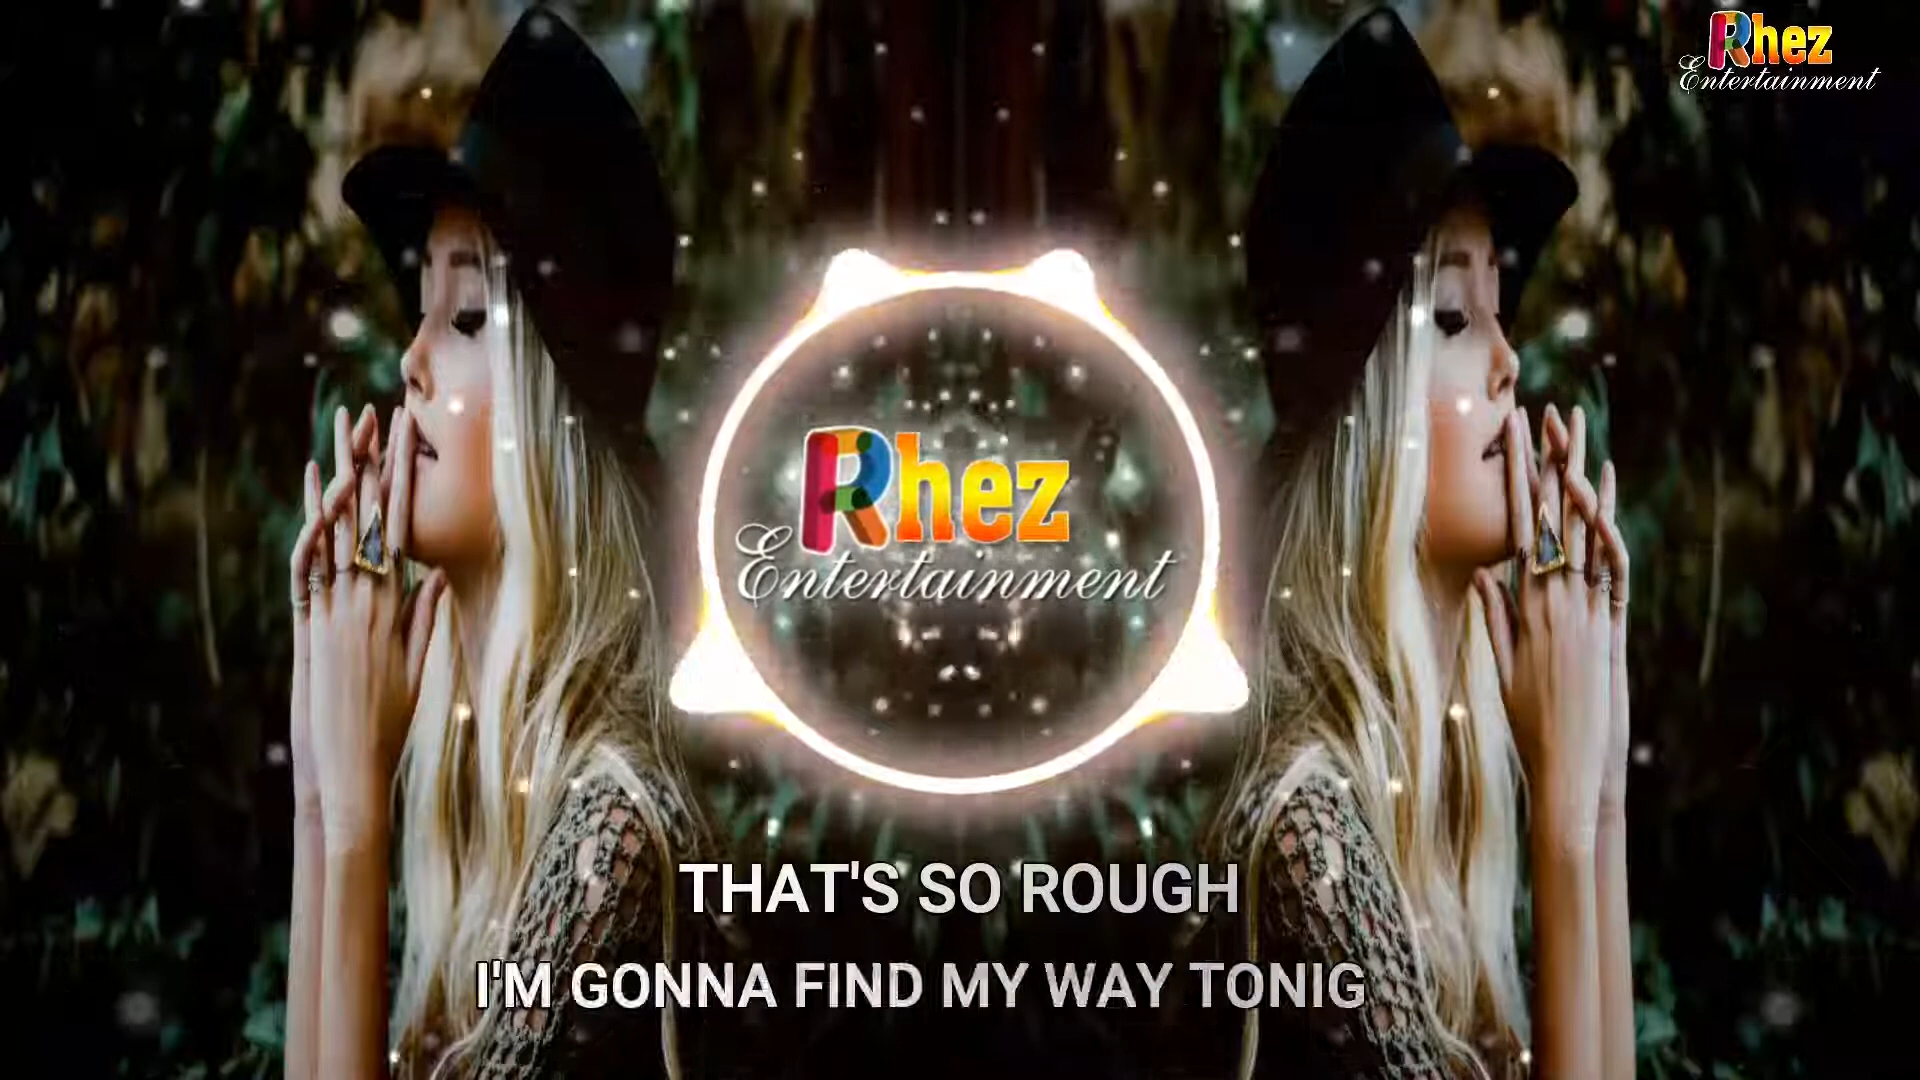 Rhez
Entertainment
Rhez
Entertainment
THAT'S SO ROUGH
I'M GONNA FIND MY WAY TONIG